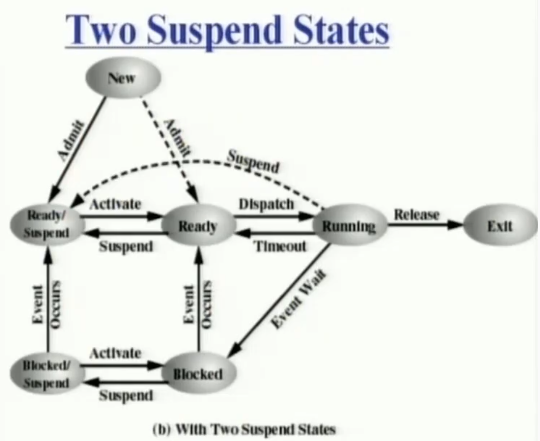 Two Suspend States
New
Admit
Admit
Suspend
Ready/
Suspend
Activate
Suspend
Ready
Dispatch
Timeout
Running
Release
Exit
Event
Occurs
Event
Occurs
Event Wait
Blocked/
Suspend
Activate
Suspend
Blocked
(b) With Two Suspend States